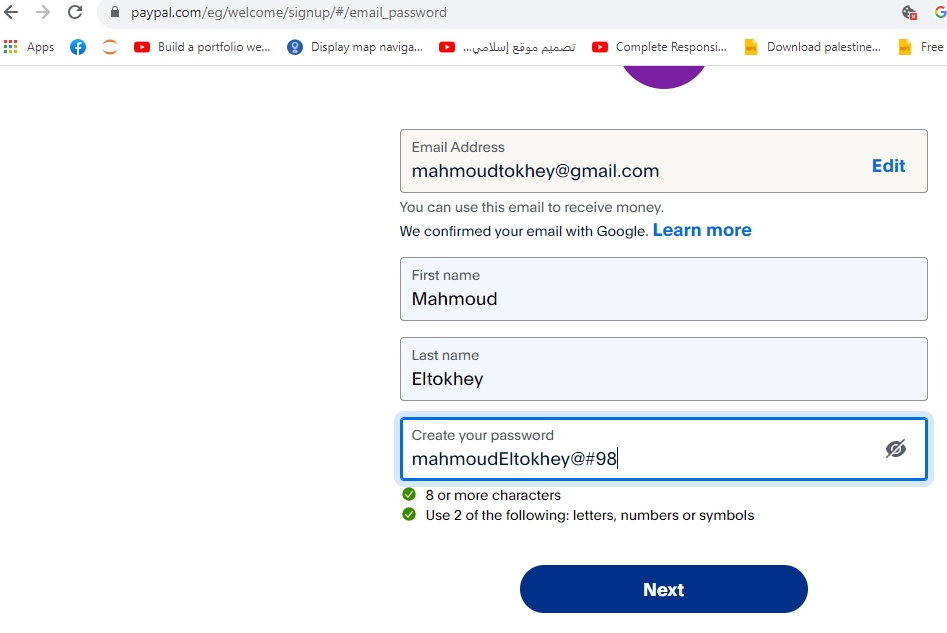 paypal.com/eg/welcome/signup/#/email_password
Apps Build a portfolio we... Display map naviga... تصميم موقع إسلامي... Complete Responsi... Download palestine... Free
Email Address
mahmoudtokhey@gmail.com
Edit
You can use this email to receive money.
We confirmed your email with Google. Learn more
First name
Mahmoud
Last name
Eltokhey
Create your password
mahmoudEltokhey@#98
8 or more characters
Use 2 of the following: letters, numbers or symbols
Next